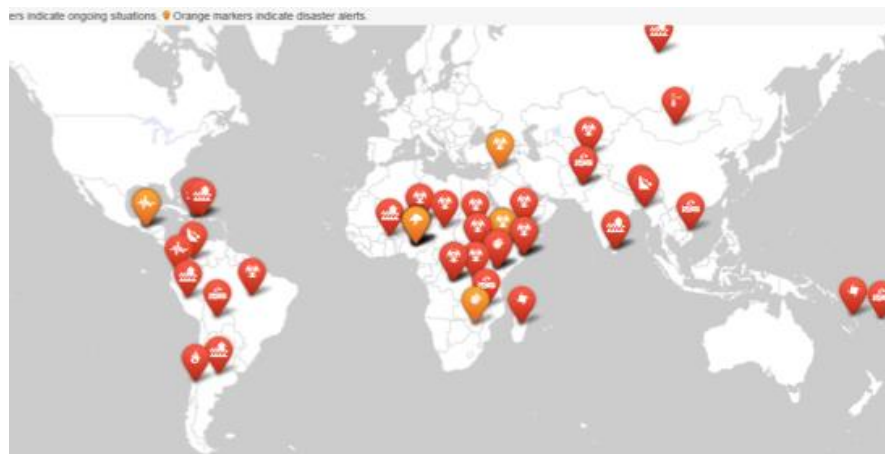 ers indicate ongoing situations. Orange markers indicate disaster alerts.